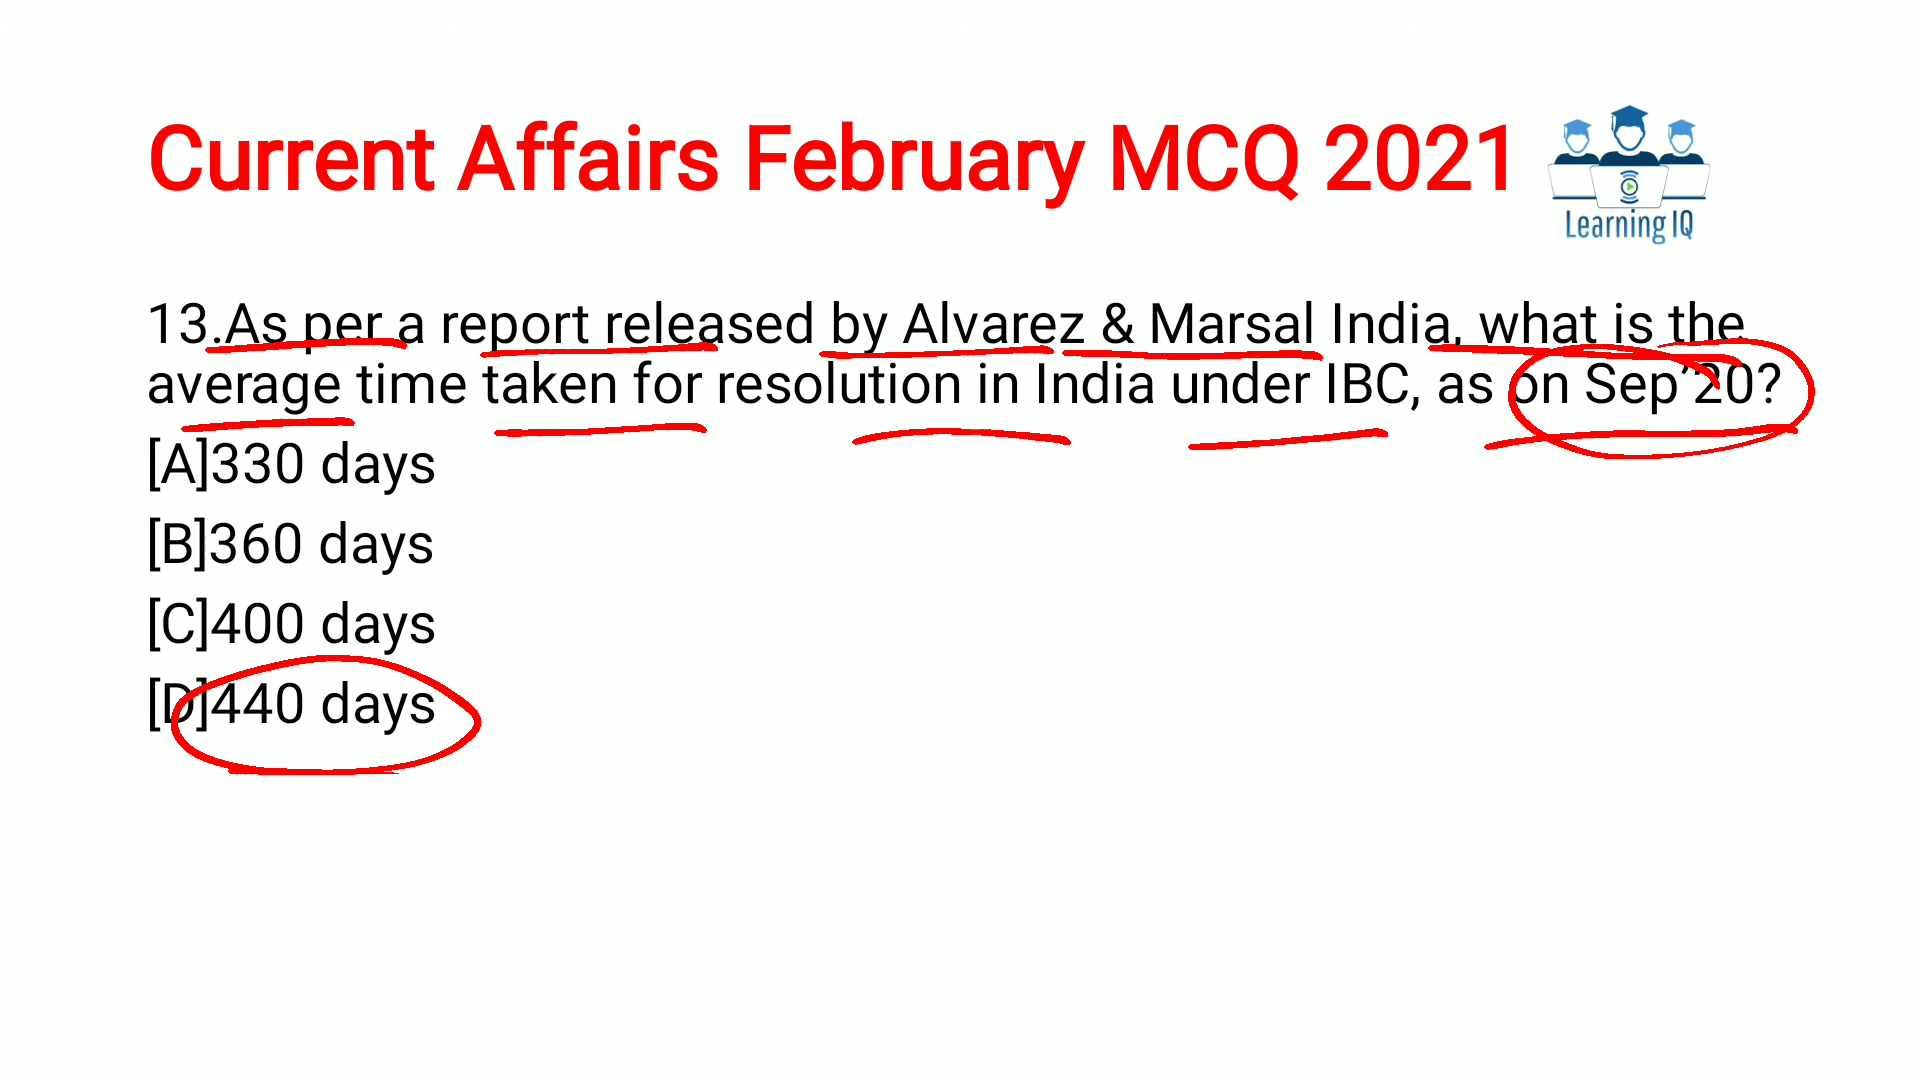 Current Affairs February MCQ 2021
Learning IQ
13.As per a report released by Alvarez & Marsal India, what is the
average time taken for resolution in India under IBC, as on Sep’20?
[A]330 days
[B]360 days
[C]400 days
[D]440 days